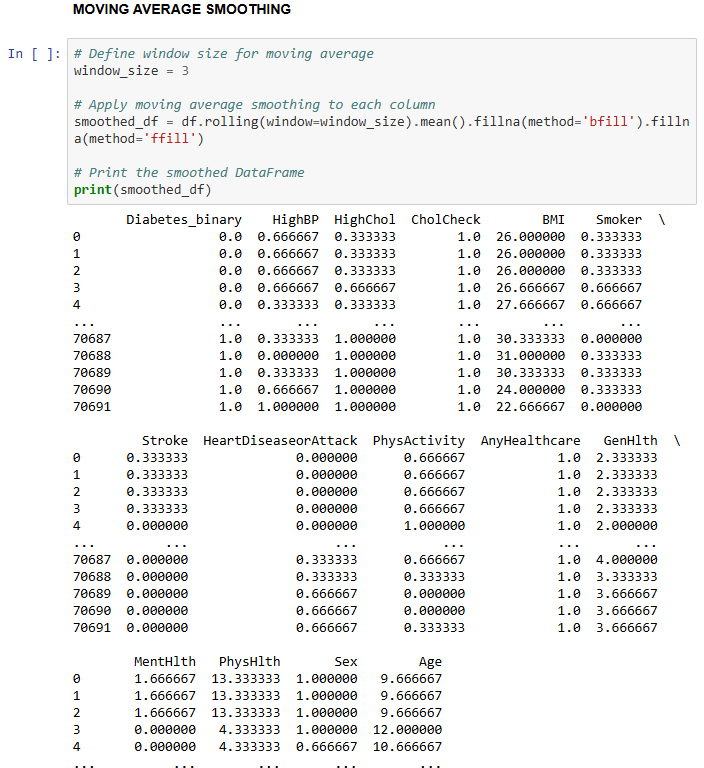 MOVING AVERAGE SMOOTHING
In [ ]: # Define window size for moving average
window_size = 3
# Apply moving average smoothing to each column
smoothed_df = df.rolling(window=window_size).mean().fillna(method='bfill').filln
a(method='ffill')
# Print the smoothed DataFrame
print(smoothed_df)
Diabetes_binary HighBP HighChol CholCheck BMI Smoker \
0 0.0 0.666667 0.333333 1.0 26.000000 0.333333
1 0.0 0.666667 0.333333 1.0 26.000000 0.333333
2 0.0 0.666667 0.333333 1.0 26.000000 0.333333
3 0.0 0.666667 0.666667 1.0 26.666667 0.666667
4 0.0 0.333333 0.333333 1.0 27.666667 0.666667
... ... ... ... ... ... ...
70687 1.0 0.333333 1.000000 1.0 30.333333 0.000000
70688 1.0 0.000000 1.000000 1.0 31.000000 0.333333
70689 1.0 0.333333 1.000000 1.0 30.333333 0.333333
70690 1.0 0.666667 1.000000 1.0 24.000000 0.333333
70691 1.0 1.000000 1.000000 1.0 22.666667 0.000000
Stroke HeartDiseaseorAttack PhysActivity AnyHealthcare GenHlth \
0 0.333333 0.000000 0.666667 1.0 2.333333
1 0.333333 0.000000 0.666667 1.0 2.333333
2 0.333333 0.000000 0.666667 1.0 2.333333
3 0.333333 0.000000 0.666667 1.0 2.333333
4 0.000000 0.000000 1.000000 1.0 2.000000
... ... ... ... ... ...
70687 0.000000 0.333333 0.666667 1.0 4.000000
70688 0.000000 0.333333 0.333333 1.0 3.333333
70689 0.000000 0.666667 0.000000 1.0 3.666667
70690 0.000000 0.666667 0.000000 1.0 3.666667
70691 0.000000 0.666667 0.333333 1.0 3.666667
MentHlth PhysHlth Sex Age
0 1.666667 13.333333 1.000000 9.666667
1 1.666667 13.333333 1.000000 9.666667
2 1.666667 13.333333 1.000000 9.666667
3 0.000000 4.333333 1.000000 12.000000
4 0.000000 4.333333 0.666667 10.666667
... ... ... ... ...